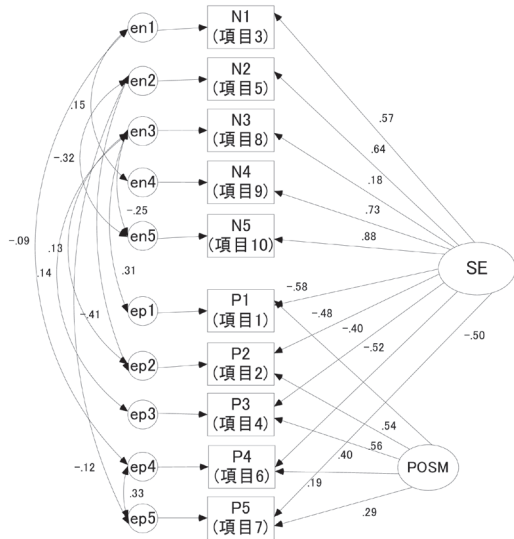 en1
N1
(項目3)
en2
N2
(項目5)
.15
en3
N3
(項目8)
.57
-.32
.64
.18
en4
N4
(項目9)
.73
-.25
.88
en5
N5
(項目10)
-.09
.13
.14
.31
SE
ep1
P1
(項目1)
-.58
-.48
-.40
-.41
-.52
-.50
ep2
P2
(項目2)
ep3
P3
(項目4)
.54
.56
-.12
ep4
P4
(項目6)
.40
POSM
.33
.19
ep5
P5
(項目7)
.29